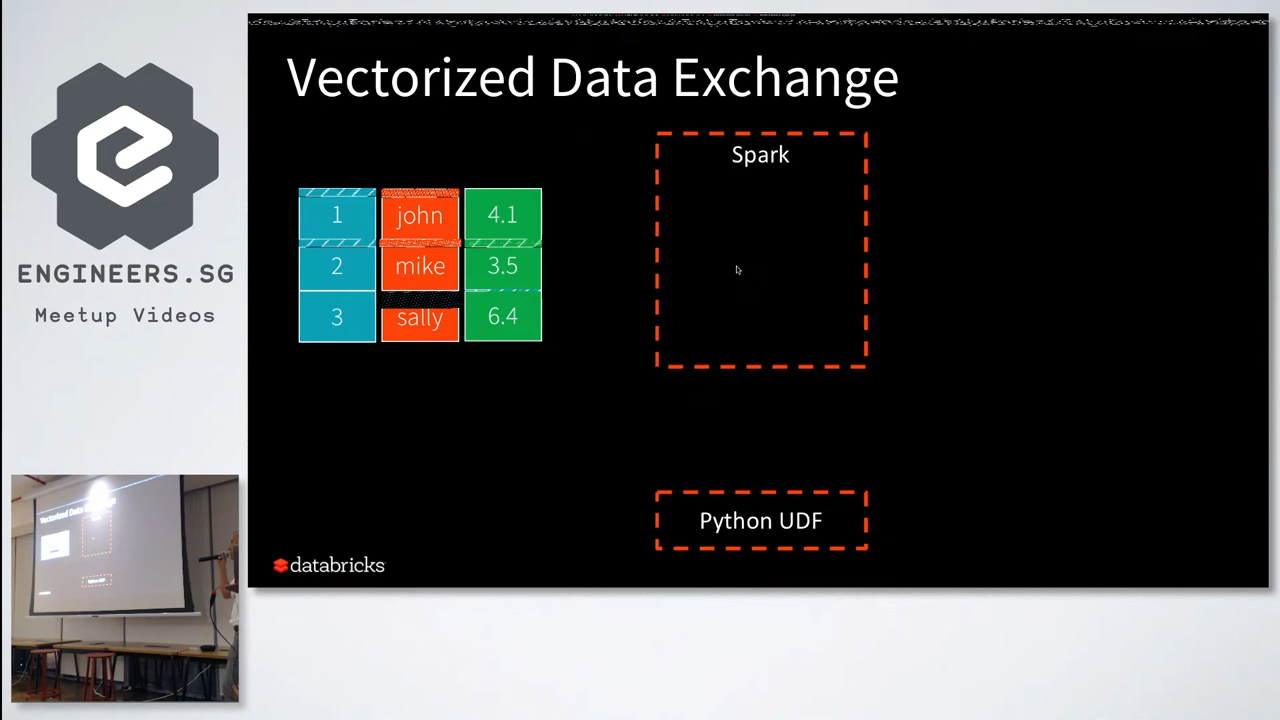 Vectorized Data Exchange
Spark
1 john 4.1
2 mike 3.5
3 sally 6.4
Python UDF
databricks
ENGINEERS.SG
Meetup Videos